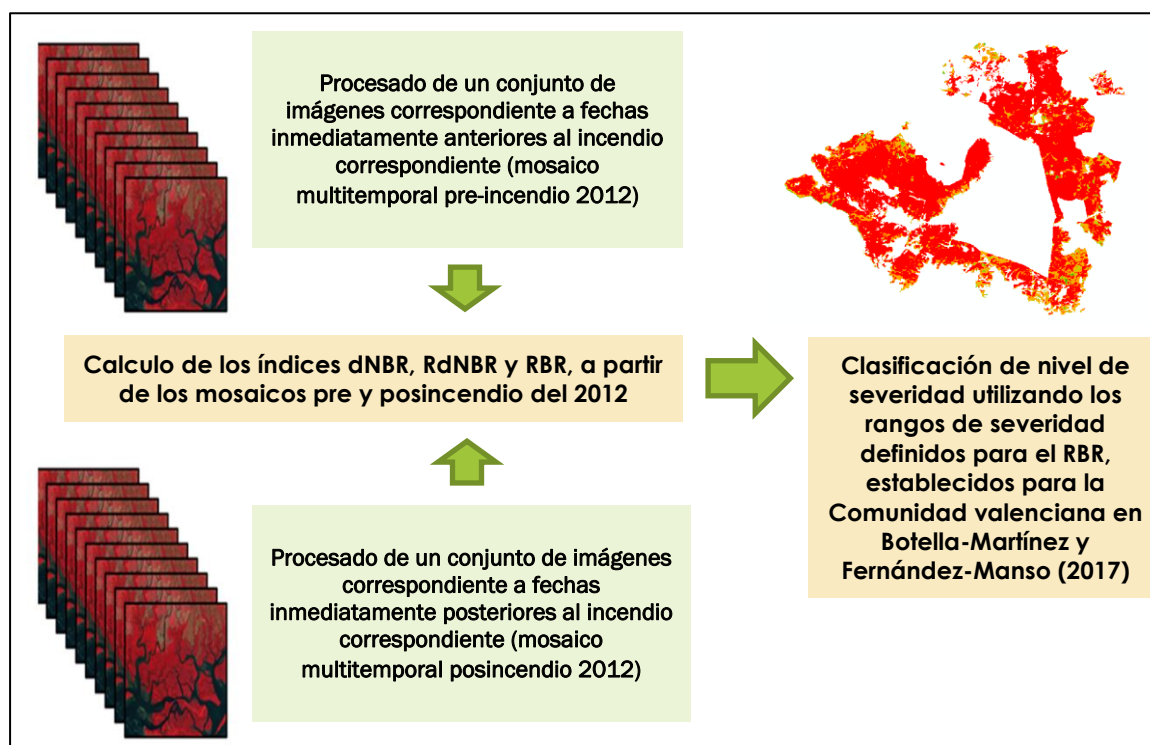 Procesado de un conjunto de
imágenes correspondiente a fechas
inmediatamente anteriores al incendio
correspondiente (mosaico
multitemporal pre-incendio 2012)
Calculo de los índices dNBR, RdNBR y RBR, a partir
de los mosaicos pre y posincendio del 2012
Procesado de un conjunto de imágenes
correspondiente a fechas
inmediatamente posteriores al incendio
correspondiente (mosaico
multitemporal posincendio 2012)
Clasificación de nivel de
severidad utilizando los
rangos de severidad
definidos para el RBR,
establecidos para la
Comunidad valenciana en
Botella-Martínez y
Fernández-Manso (2017)